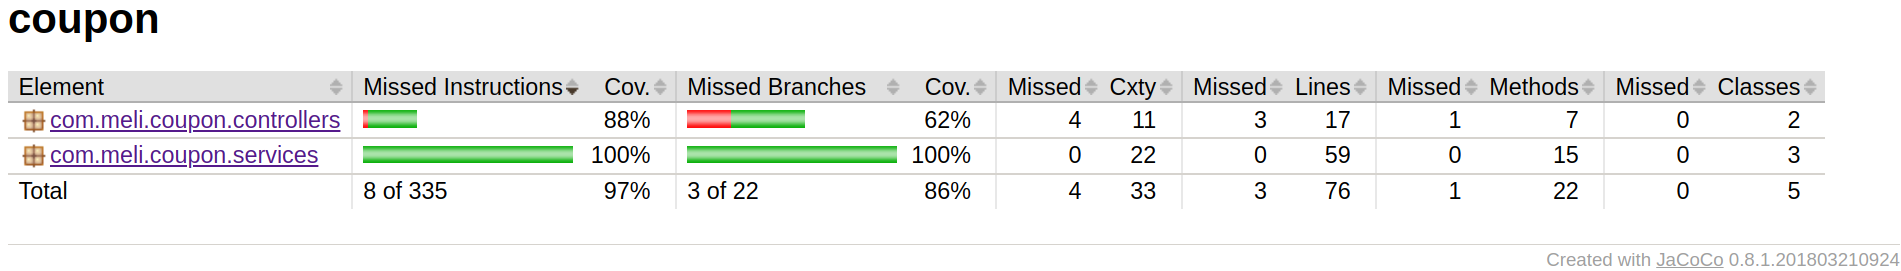 coupon
Element Missed Instructions Cov. Missed Branches Cov. Missed Cxty Missed Lines Missed Methods Missed Classes
com.meli.coupon.controllers 88% 62% 4 11 3 17 1 7 0 2
com.meli.coupon.services 100% 100% 0 22 0 59 0 15 0 3
Total 8 of 335 97% 3 of 22 86% 4 33 3 76 1 22 0 5
Created with JaCoCo 0.8.1.201803210924